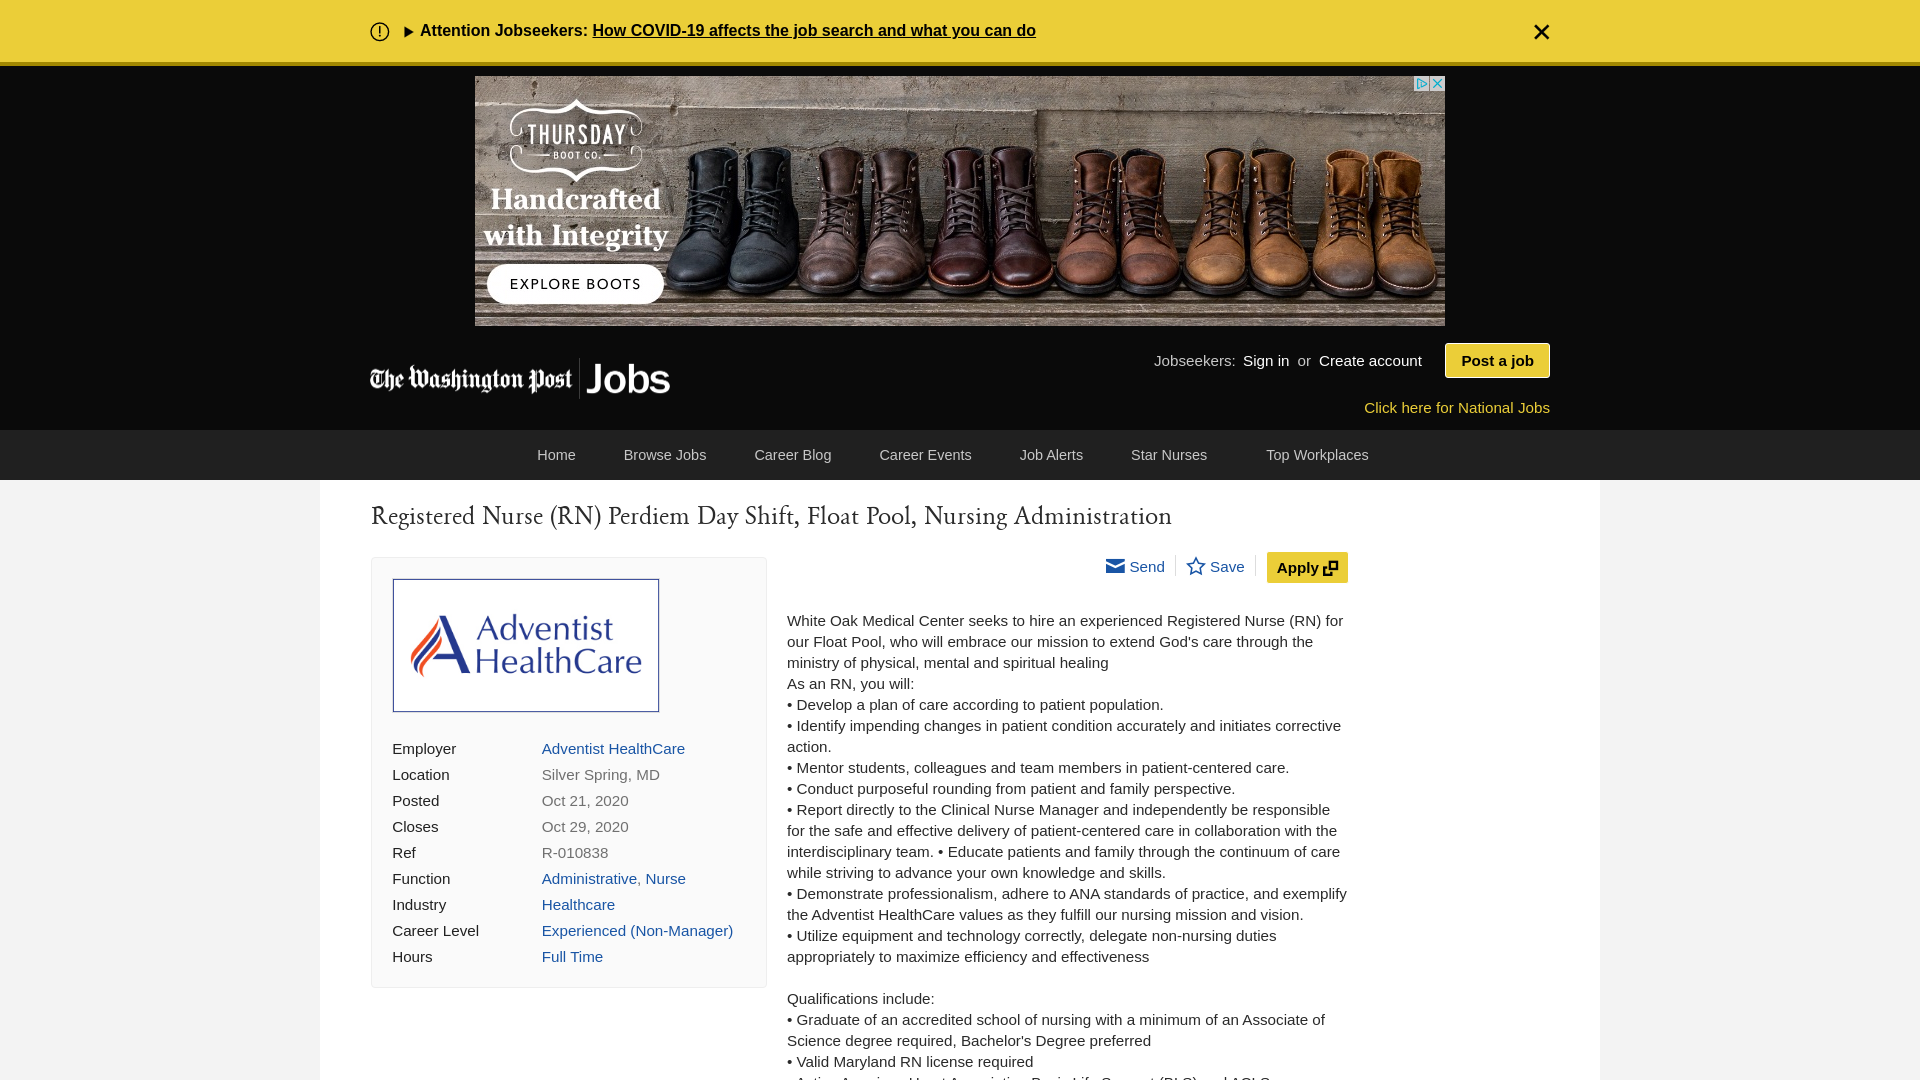 Attention Jobseekers: How COVID-19 affects the job search and what you can do
THURSDAY
BOOT CO.
Handcrafted
with Integrity
EXPLORE BOOTS
Jobseekers: Sign in or Create account
Post a job
The Washington Post Jobs
Click here for National Jobs
Home Browse Jobs Career Blog Career Events Job Alerts Star Nurses Top Workplaces
Registered Nurse (RN) Perdiem Day Shift, Float Pool, Nursing Administration
Send Save Apply
Adventist
HealthCare
Employer Adventist HealthCare
Location Silver Spring, MD
Posted Oct 21, 2020
Closes Oct 29, 2020
Ref R-010838
Function Administrative, Nurse
Industry Healthcare
Career Level Experienced (Non-Manager)
Hours Full Time
White Oak Medical Center seeks to hire an experienced Registered Nurse (RN) for
our Float Pool, who will embrace our mission to extend God's care through the
ministry of physical, mental and spiritual healing
As an RN, you will:
• Develop a plan of care according to patient population.
• Identify impending changes in patient condition accurately and initiates corrective
action.
• Mentor students, colleagues and team members in patient-centered care.
• Conduct purposeful rounding from patient and family perspective.
• Report directly to the Clinical Nurse Manager and independently be responsible
for the safe and effective delivery of patient-centered care in collaboration with the
interdisciplinary team. • Educate patients and family through the continuum of care
while striving to advance your own knowledge and skills.
• Demonstrate professionalism, adhere to ANA standards of practice, and exemplify
the Adventist HealthCare values as they fulfill our nursing mission and vision.
• Utilize equipment and technology correctly, delegate non-nursing duties
appropriately to maximize efficiency and effectiveness
Qualifications include:
• Graduate of an accredited school of nursing with a minimum of an Associate of
Science degree required, Bachelor's Degree preferred
• Valid Maryland RN license required
• Active American Heart Association Basic Life Support (BLS) and ACLS